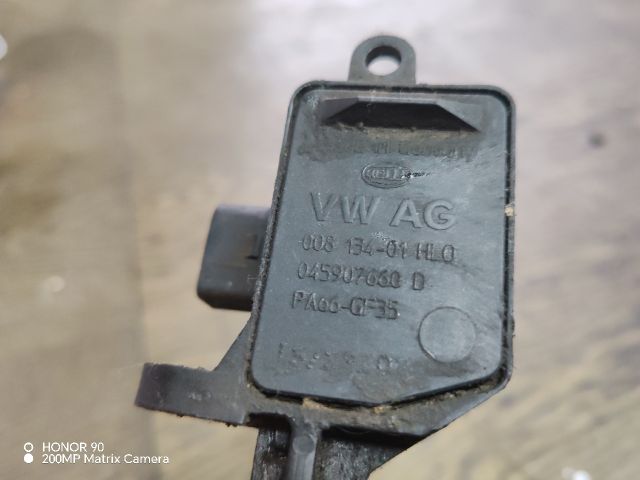 HELLA
VW AG
008 134-01 HLO
045907660 D
PA66-GF35
HONOR 90
200MP Matrix Camera